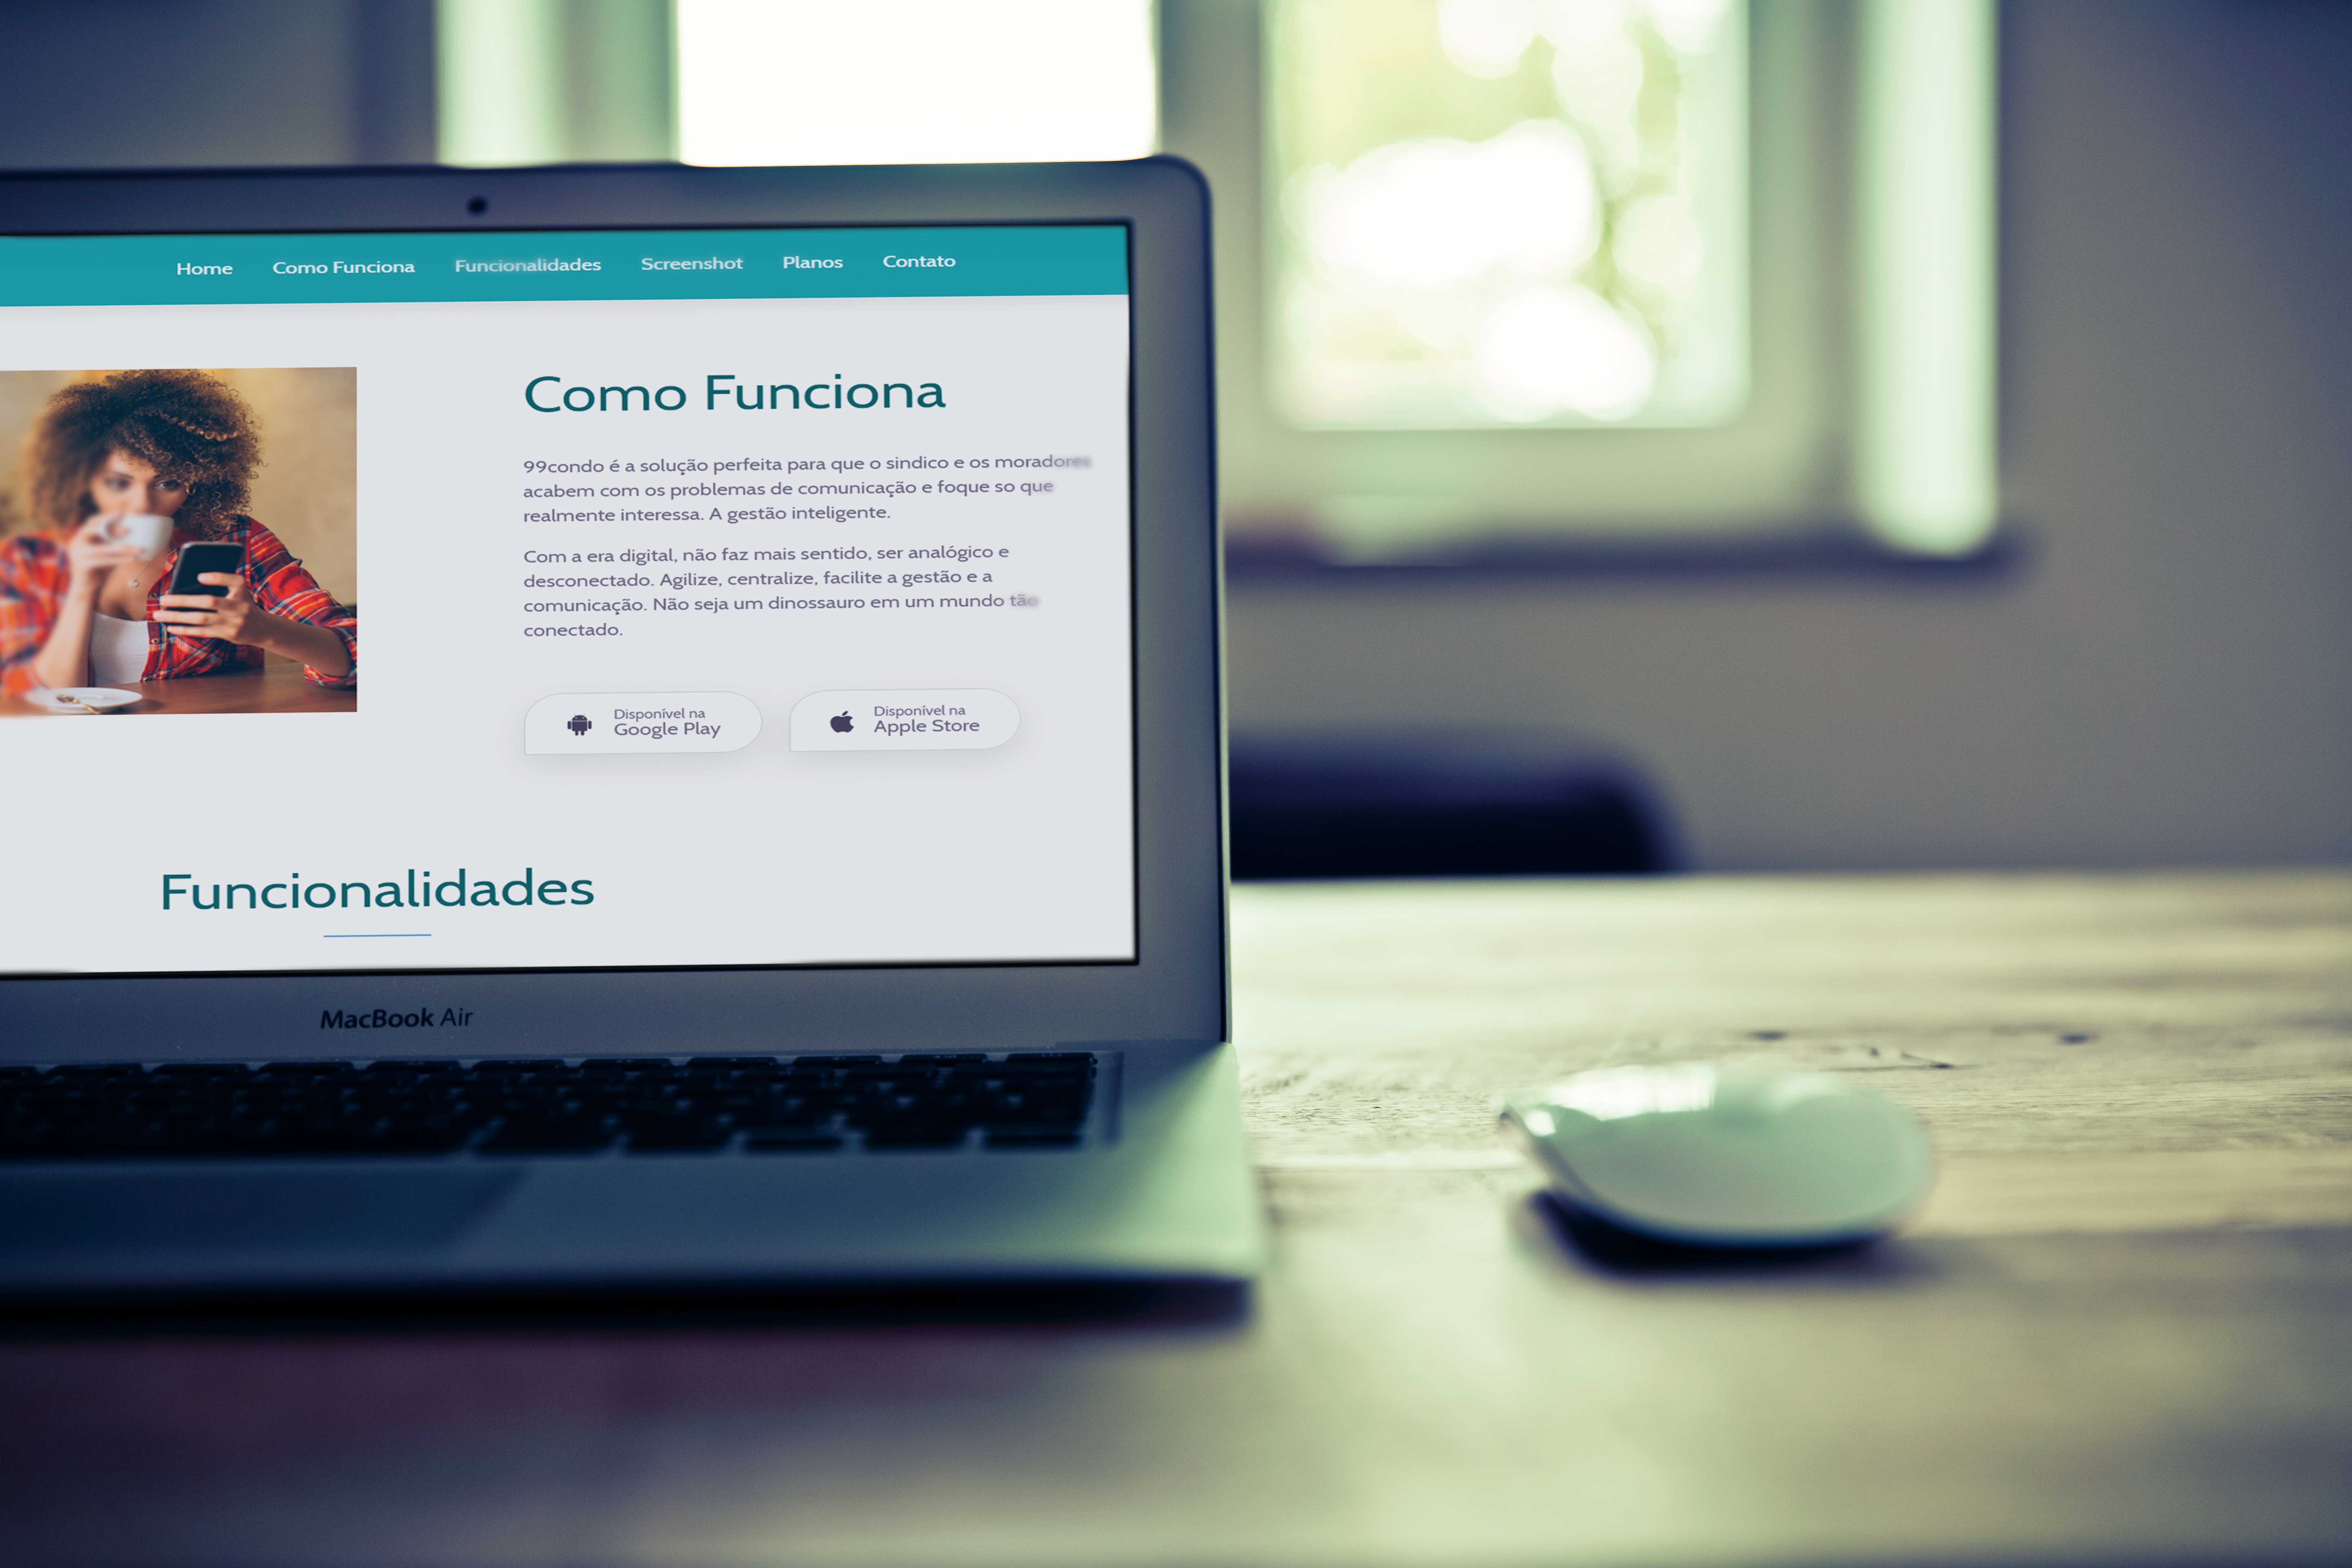 Home Como Funciona Funcionalidades Screenshot Planos Contato
Como Funciona
99condo é a solução perfeita para que o sindico e os moradores
acabem com os problemas de comunicação e foque so que
realmente interessa. A gestão inteligente.
Com a era digital, não faz mais sentido, ser analógico e
desconectado. Agilize, centralize, facilite a gestão e a
comunicação. Não seja um dinossauro em um mundo tão
conectado.
Disponível na
Google Play
Disponível na
Apple Store
Funcionalidades
MacBook Air